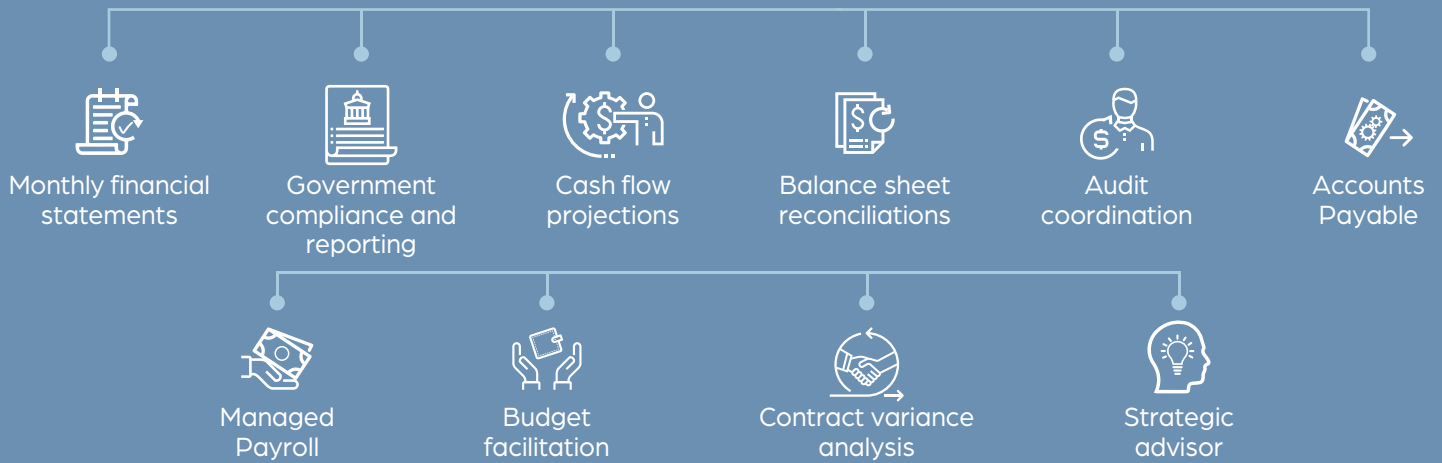 Monthly financial
statements
Government
compliance and
reporting
Cash flow
projections
Balance sheet
reconciliations
Audit
coordination
Accounts
Payable
Managed
Payroll
Budget
facilitation
Contract variance
analysis
Strategic
advisor